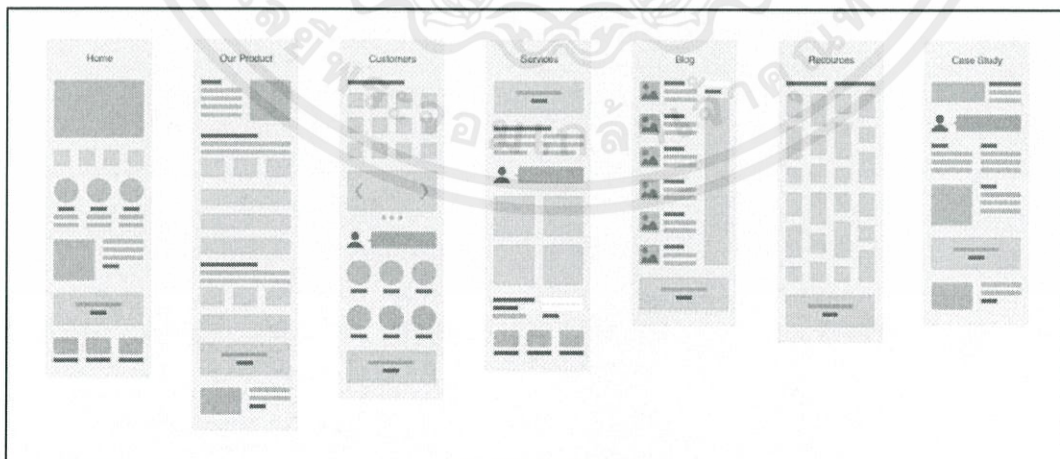 Home
Our Product
Customers
Services
Blog
Resources
Case Study